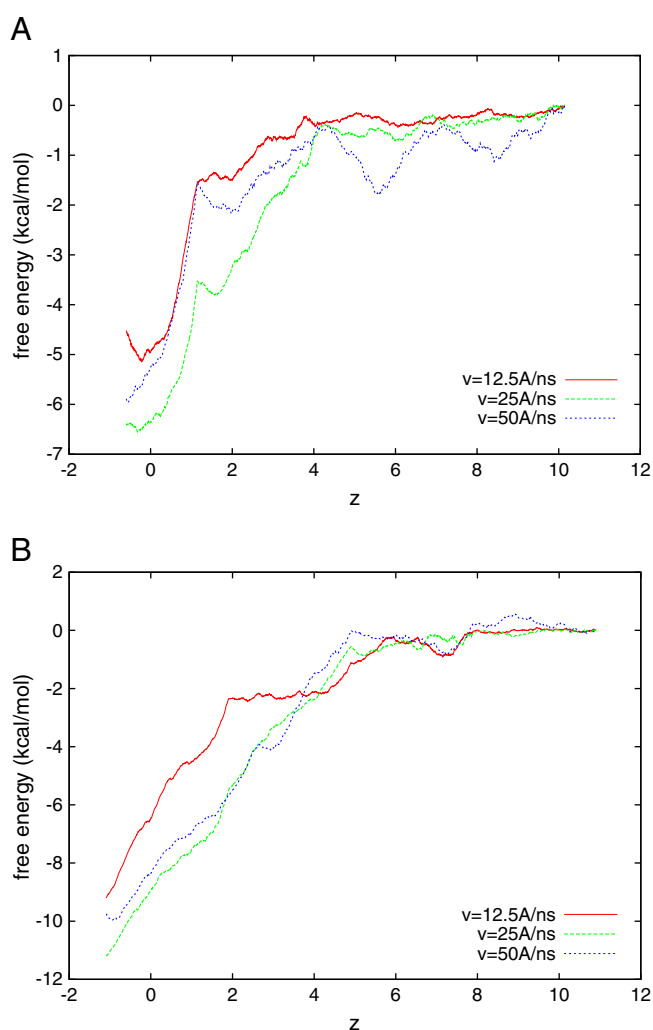 A
1
0
-1
-2
-3
-4
-5
-6
-7
free energy (kcal/mol)
v=12.5A/ns
v=25A/ns
v=50A/ns
-2 0 2 4 6 8 10 12
z
B
2
0
-2
-4
-6
-8
-10
-12
free energy (kcal/mol)
v=12.5A/ns
v=25A/ns
v=50A/ns
-2 0 2 4 6 8 10 12
z